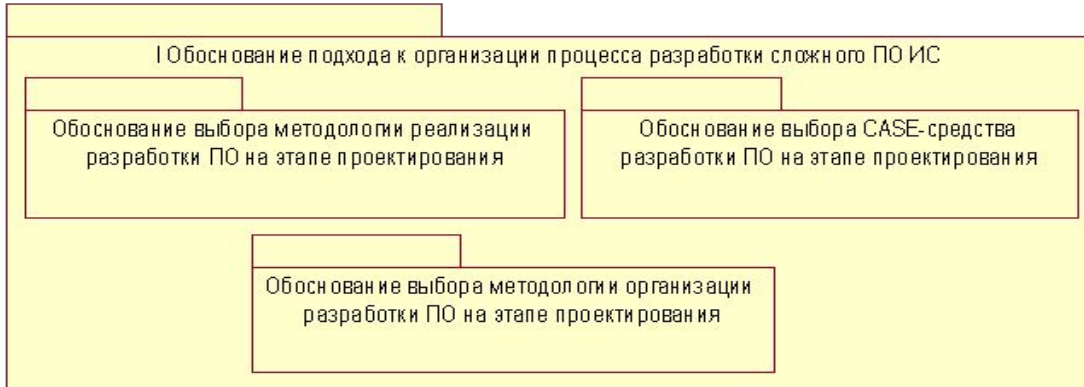 I Обоснование подхода к организации процесса разработки сложного ПО ИС
Обоснование выбора методологии реализации
разработки ПО на этапе проектирования
Обоснование выбора CASE-средства
разработки ПО на этапе проектирования
Обоснование выбора методологии организации
разработки ПО на этапе проектирования